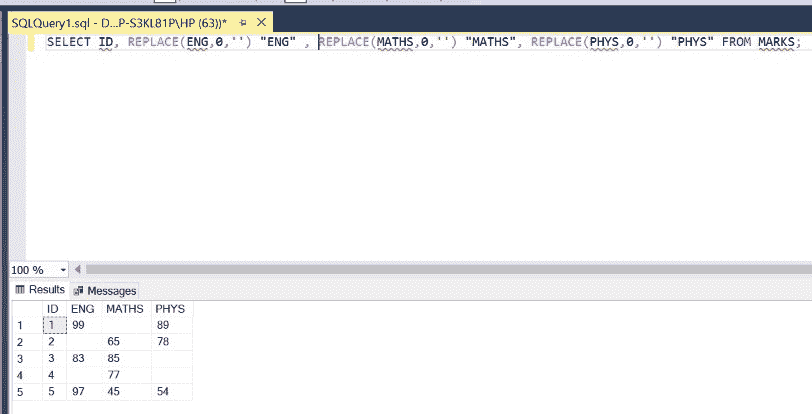 SQLQuery1.sql - D...P-S3KL81P\HP (63))*
SELECT ID, REPLACE(ENG,0,'') "ENG" , REPLACE(MATHS,0,'') "MATHS", REPLACE(PHYS,0,'') "PHYS" FROM MARKS;
100 %
Results Messages
ID ENG MATHS PHYS
1 1 99 89
2 2 65 78
3 3 83 85
4 4 77
5 5 97 45 54